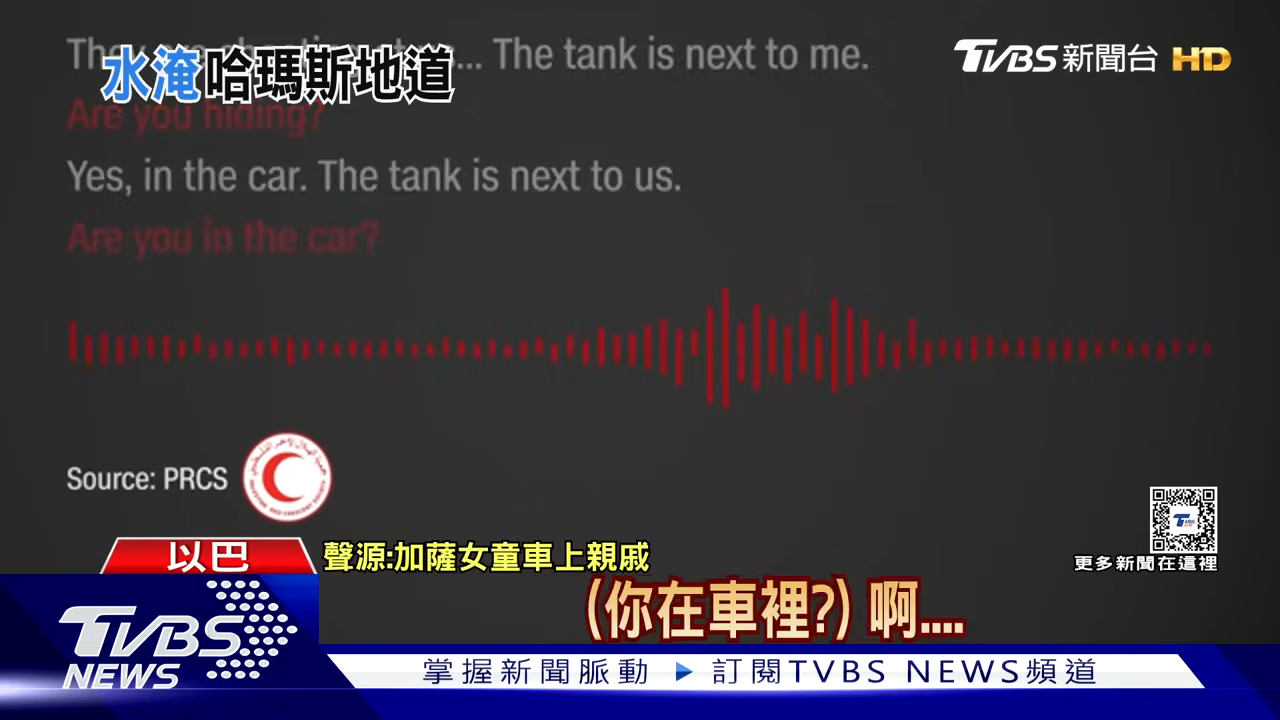 The tank is next to me.
水淹哈瑪斯地道
TVBS新聞台 HD
Are you hiding?
Yes, in the car. The tank is next to us.
Are you in the car?
Source: PRCS
更多新聞在這裡
以巴
聲源:加薩女童車上親戚
(你在車裡?) 啊....
TVBS NEWS
掌握新聞脈動 ▶ 訂閱TVBS NEWS頻道